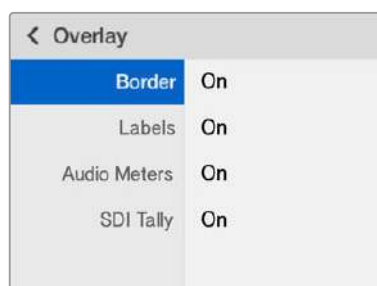 Overlay
Border On
Labels On
Audio Meters On
SDI Tally On